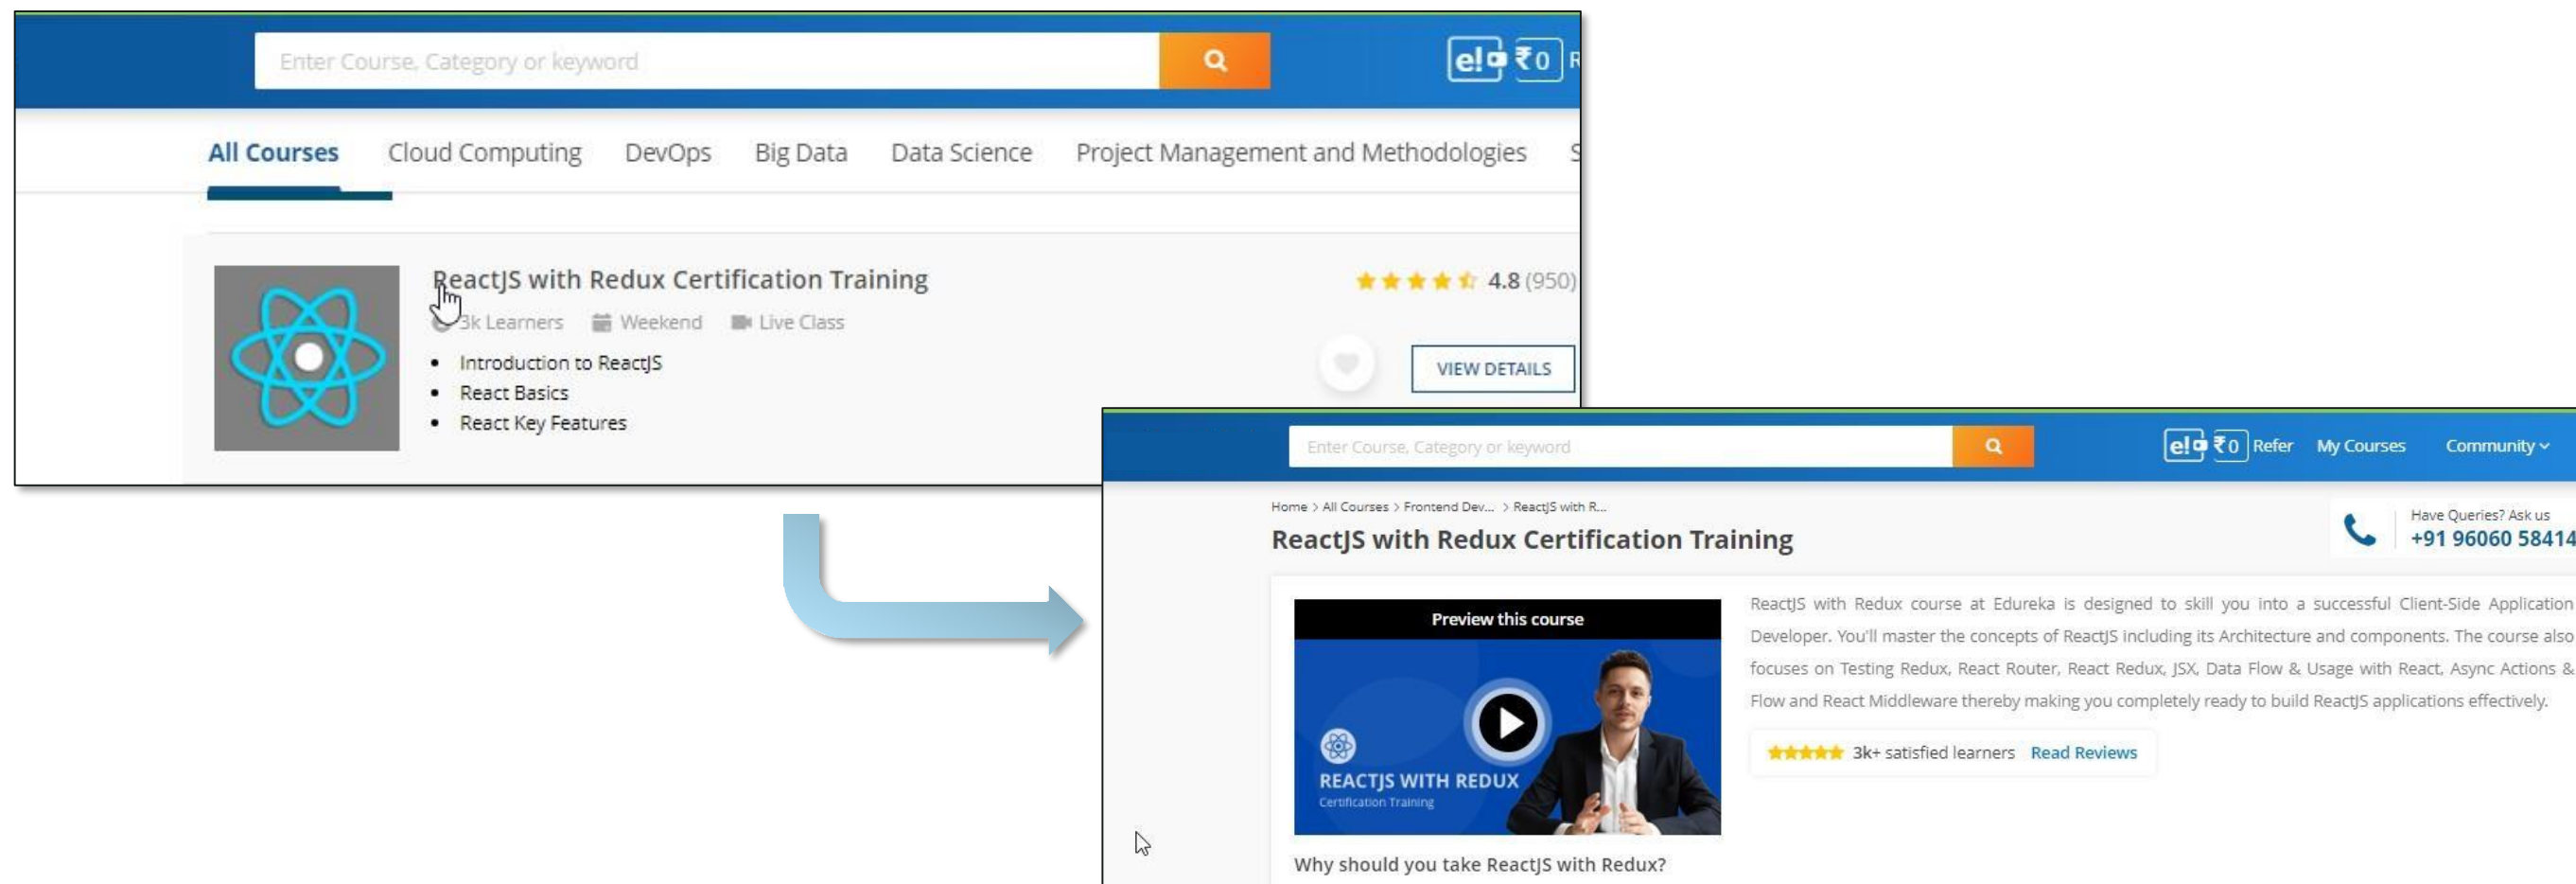 Enter Course, Category or keyword
e! ₹0
All Courses Cloud Computing DevOps Big Data Data Science Project Management and Methodologies
ReactJS with Redux Certification Training
4.8 (950)
3k Learners Weekend Live Class
• Introduction to ReactJS
• React Basics
• React Key Features
VIEW DETAILS
Enter Course, Category or keyword
e! ₹0 Refer My Courses Community
Home > All Courses > Frontend Dev... > ReactJS with R...
ReactJS with Redux Certification Training
Have Queries? Ask us
+91 96060 58414
Preview this course
REACTJS WITH REDUX
Certification Training
ReactJS with Redux course at Edureka is designed to skill you into a successful Client-Side Application
Developer. You'll master the concepts of ReactJS including its Architecture and components. The course also
focuses on Testing Redux, React Router, React Redux, JSX, Data Flow & Usage with React, Async Actions &
Flow and React Middleware thereby making you completely ready to build ReactJS applications effectively.
3k+ satisfied learners Read Reviews
Why should you take ReactJS with Redux?